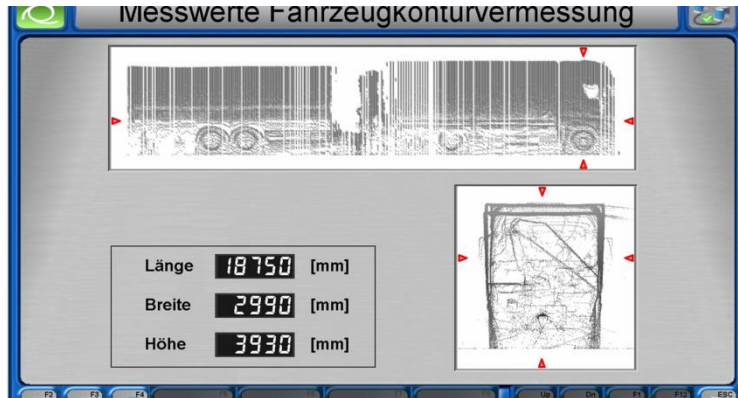 Messwerte Fahrzeugkonturvermessung
Länge 18750 [mm]
Breite 2990 [mm]
Höhe 3930 [mm]
F2 F3 F4 Up Dn F1 F12 ESC